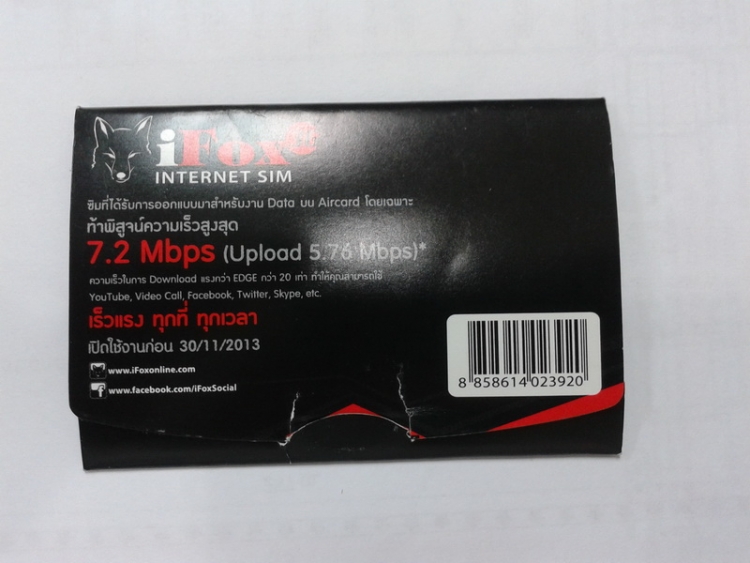 iFox
INTERNET SIM
ซิมที่ได้รับการออกแบบมาสำหรับงาน Data บน Aircard โดยเฉพาะ
ท้าพิสูจน์ความเร็วสูงสุด
7.2 Mbps (Upload 5.76 Mbps)*
ความเร็วในการ Download แรงกว่า EDGE กว่า 20 เท่า ทำให้คุณสามารถใช้
YouTube, Video Call, Facebook, Twitter, Skype, etc.
เร็วแรง ทุกที่ ทุกเวลา
เปิดใช้งานก่อน 30/11/2013
www.iFoxonline.com
www.facebook.com/iFoxSocial
8 858614 023920